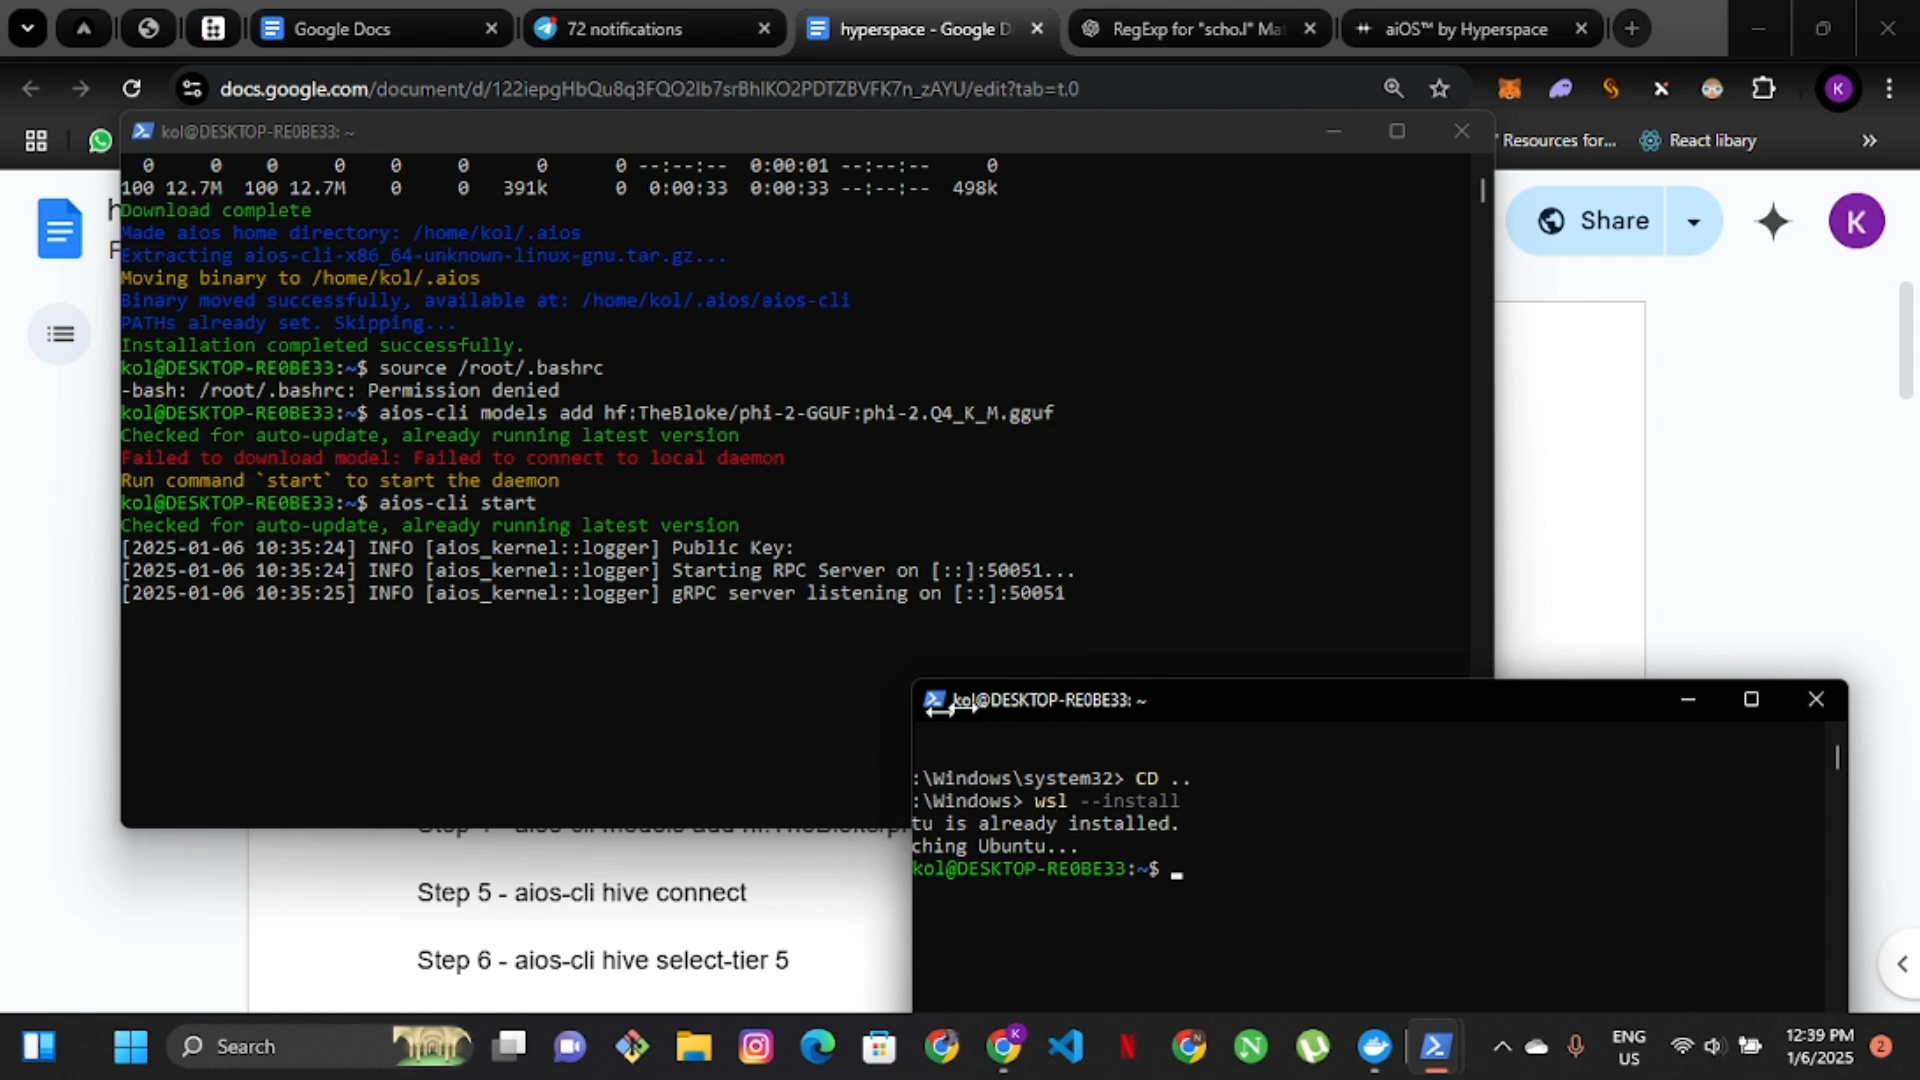 Google Docs
72 notifications
hyperspace - Google D
RegExp for "scho.l" Mat
aiOS™ by Hyperspace
docs.google.com/document/d/122iepgHbQu8q3FQO2Ib7srBhlKO2PDTZBVFK7n_zAYU/edit?tab=t.0
K
kol@DESKTOP-RE0BE33: ~
Resources for...
React libary
Share
K
0 0 0 0 0 0 0 0 --:--:-- 0:00:01 --:--:-- 0
100 12.7M 100 12.7M 0 0 391k 0 0:00:33 0:00:33 --:--:-- 498k
Download complete
Made aios home directory: /home/kol/.aios
Extracting aios-cli-x86_64-unknown-linux-gnu.tar.gz...
Moving binary to /home/kol/.aios
Binary moved successfully, available at: /home/kol/.aios/aios-cli
PATHs already set. Skipping...
Installation completed successfully.
kol@DESKTOP-RE0BE33:~$ source /root/.bashrc
-bash: /root/.bashrc: Permission denied
kol@DESKTOP-RE0BE33:~$ aios-cli models add hf:TheBloke/phi-2-GGUF:phi-2.Q4_K_M.gguf
Checked for auto-update, already running latest version
Failed to download model: Failed to connect to local daemon
Run command `start` to start the daemon
kol@DESKTOP-RE0BE33:~$ aios-cli start
Checked for auto-update, already running latest version
[2025-01-06 10:35:24] INFO [aios_kernel::logger] Public Key:
[2025-01-06 10:35:24] INFO [aios_kernel::logger] Starting RPC Server on [::]:50051...
[2025-01-06 10:35:25] INFO [aios_kernel::logger] gRPC server listening on [::]:50051
kol@DESKTOP-RE0BE33: ~
:\Windows\system32> CD ..
:\Windows> wsl --install
tu is already installed.
ching Ubuntu...
kol@DESKTOP-RE0BE33:~$
Step 5 - aios-cli hive connect
Step 6 - aios-cli hive select-tier 5
Search
K
N
N
ENG
US
12:39 PM
1/6/2025
2